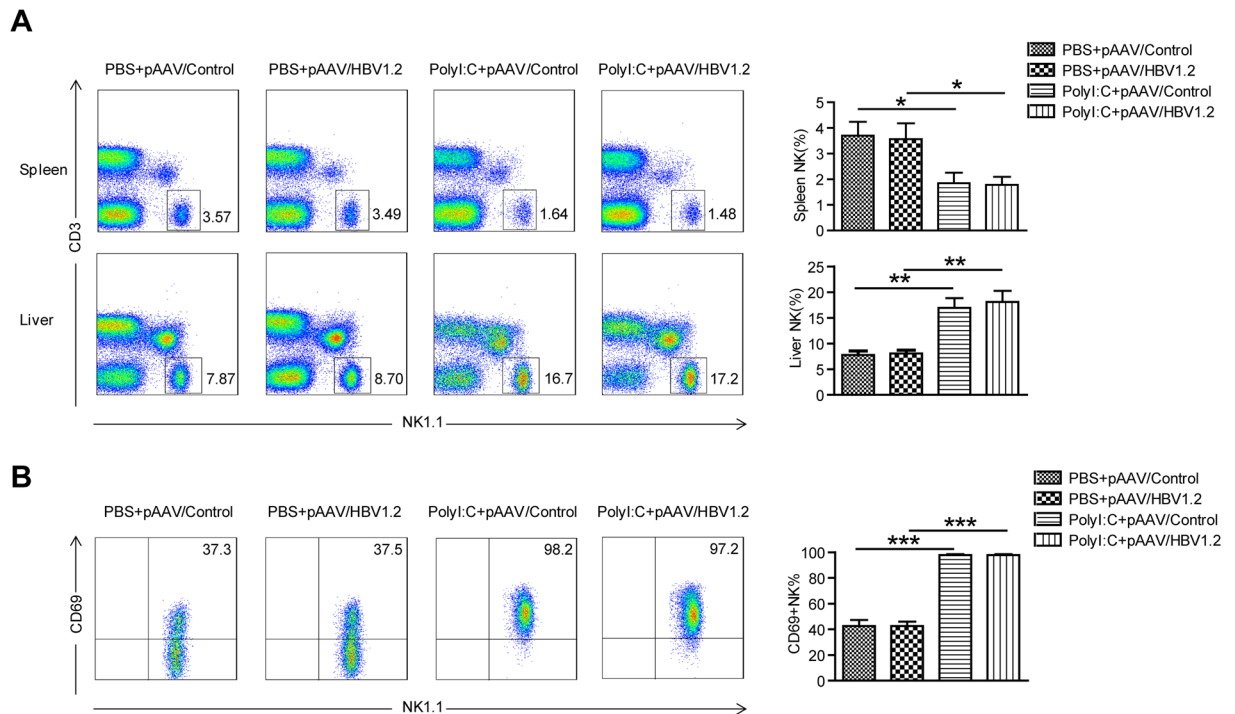 A
PBS+pAAV/Control PBS+pAAV/HBV1.2 PolyI:C+pAAV/Control PolyI:C+pAAV/HBV1.2
Spleen
3.57 3.49 1.64 1.48
CD3
Liver
7.87 8.70 16.7 17.2
NK1.1
PBS+pAAV/Control
PBS+pAAV/HBV1.2
PolyI:C+pAAV/Control
PolyI:C+pAAV/HBV1.2
* *
Spleen NK(%)
5
4
3
2
1
0
** **
Liver NK(%)
25
20
15
10
5
0
B
PBS+pAAV/Control PBS+pAAV/HBV1.2 PolyI:C+pAAV/Control PolyI:C+pAAV/HBV1.2
37.3 37.5 98.2 97.2
CD69
NK1.1
PBS+pAAV/Control
PBS+pAAV/HBV1.2
PolyI:C+pAAV/Control
PolyI:C+pAAV/HBV1.2
*** ***
CD69+NK%
100
80
60
40
20
0